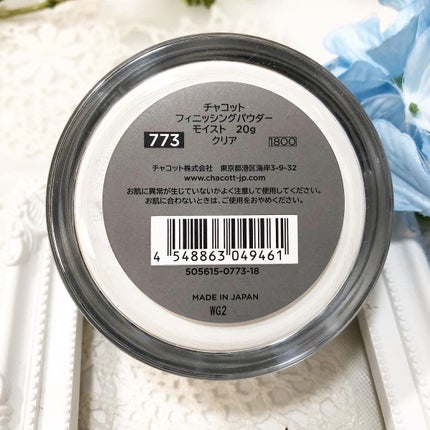 チャコット
フィニッシングパウダー
モイスト 20g
773 クリア 1800
チャコット株式会社 東京都港区海岸3-9-32
www.chacott-jp.com
お肌に異常が生じていないかよく注意して使用してください。
お肌に合わないときは、ご使用をおやめください。
4 548863 049461
505615-0773-18
MADE IN JAPAN
WG2